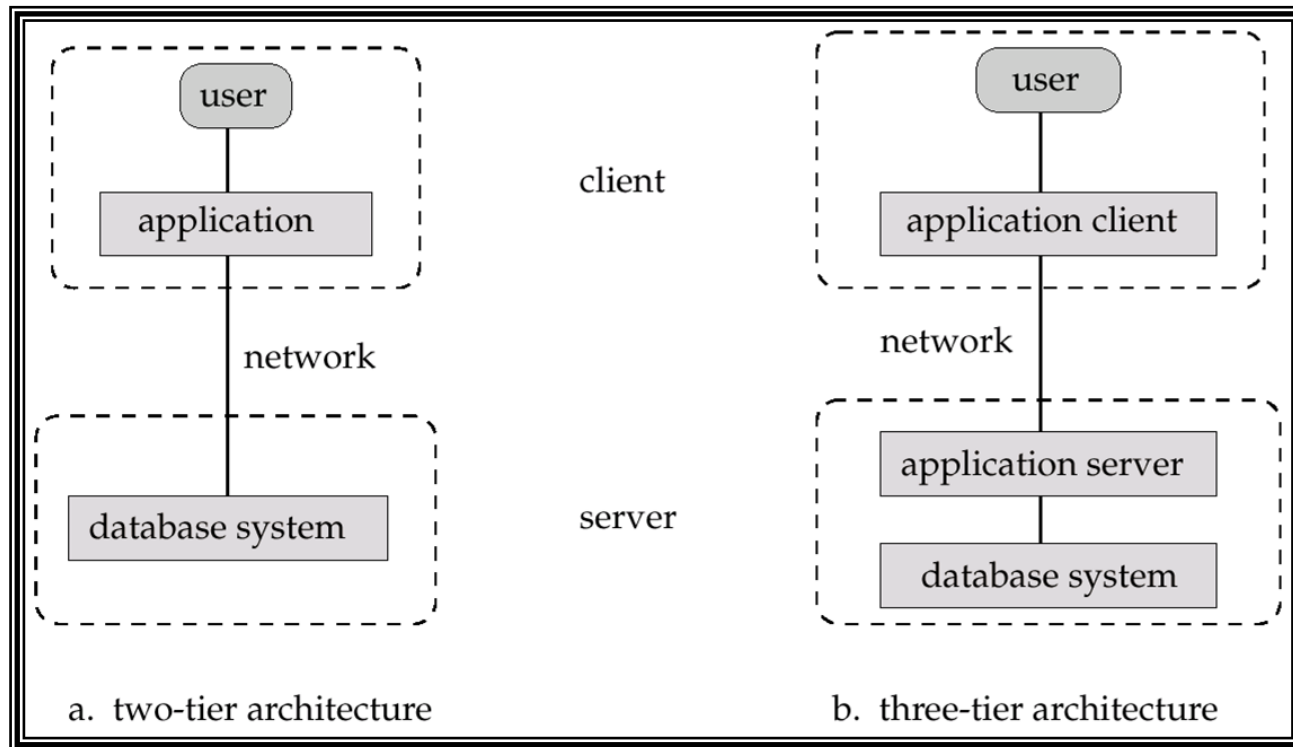 user
application
network
database system
a. two-tier architecture
client
server
user
application client
network
application server
database system
b. three-tier architecture